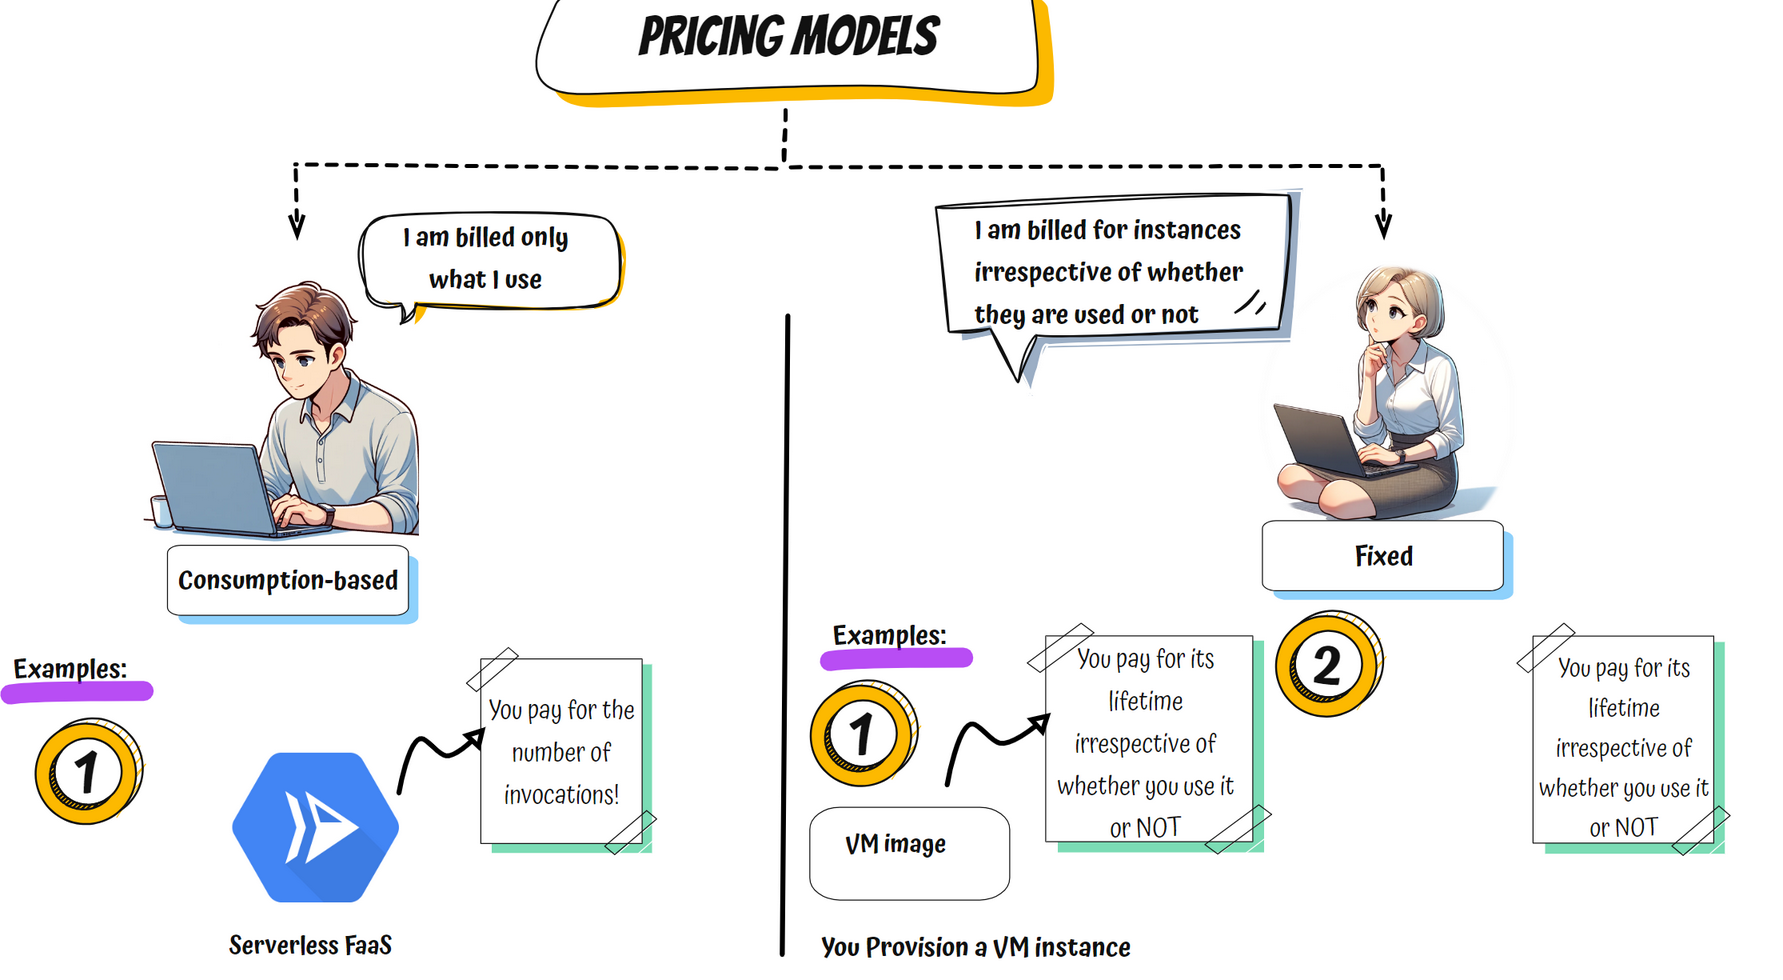 PRICING MODELS
I am billed only
what I use
I am billed for instances
irrespective of whether
they are used or not
Consumption-based
Fixed
Examples:
1
You pay for the
number of
invocations!
Serverless FaaS
Examples:
1
VM image
You pay for its
lifetime
irrespective of
whether you use it
or NOT
You Provision a VM instance
2
You pay for its
lifetime
irrespective of
whether you use it
or NOT